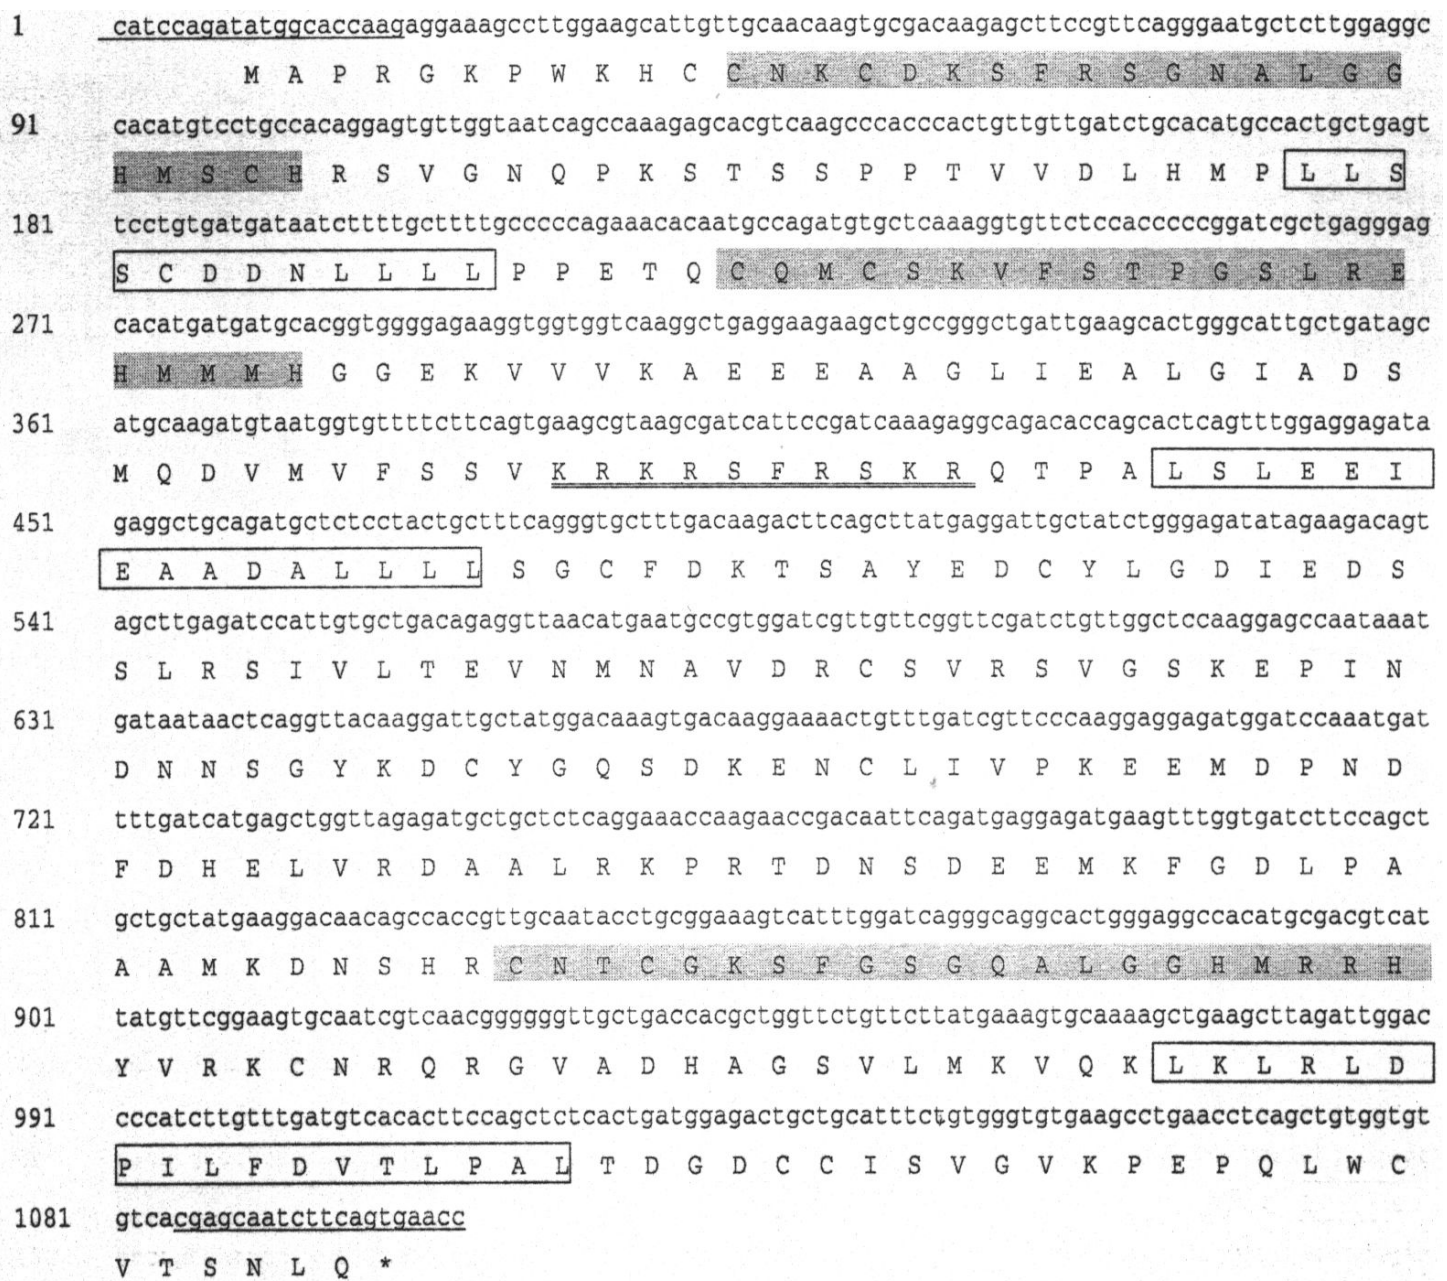 1 catccagatatggcaccaagaggaaagccttggaagcattgttgcaacaagtgcgacaagagcttccgttcagggaatgctcttggaggc
M A P R G K P W K H C C N K C D K S F R S G N A L G G
91 cacatgtcctgccacaggagtgttggtaatcagccaaagagcacgtcaagcccacccactgttgttgatctgcacatgccactgctgagt
H M S C H R S V G N Q P K S T S S P P T V V D L H M P L L S
181 tcctgtgatgataatcttttgcttttgcccccagaaacacaatgccagatgtgctcaaaggtgttctccacccccggatcgctgagggag
S C D D N L L L L P P E T Q C Q M C S K V F S T P G S L R E
271 cacatgatgatgcacggtggggagaaggtggtggtcaaggctgaggaagaagctgccgggctgattgaagcactgggcattgctgatagc
H M M M H G G E K V V V K A E E E A A G L I E A L G I A D S
361 atgcaagatgtaatggtgttttcttcagtgaagcgtaagcgatcattccgatcaaagaggcagacaccagcactcagtttggaggagata
M Q D V M V F S S V K R K R S F R S K R Q T P A L S L E E I
451 gaggctgcagatgctctcctactgctttcagggtgctttgacaagacttcagcttatgaggattgctatctgggagatatagaagacagt
E A A D A L L L L S G C F D K T S A Y E D C Y L G D I E D S
541 agcttgagatccattgtgctgacagaggttaacatgaatgccgtggatcgttgttcggttcgatctgttggctccaaggagccaataaat
S L R S I V L T E V N M N A V D R C S V R S V G S K E P I N
631 gataataactcaggttacaaggattgctatggacaaagtgacaaggaaaactgtttgatcgttcccaaggaggagatggatccaaatgat
D N N S G Y K D C Y G Q S D K E N C L I V P K E E M D P N D
721 tttgatcatgagctggttagagatgctgctctcaggaaaccaagaaccgacaattcagatgaggagatgaagtttggtgatcttccagct
F D H E L V R D A A L R K P R T D N S D E E M K F G D L P A
811 gctgctatgaaggacaacagccaccgttgcaatacctgcggaaagtcatttggatcagggcaggcactgggaggccacatgcgacgtcat
A A M K D N S H R C N T C G K S F G S G Q A L G G H M R R H
901 tatgttcggaagtgcaatcgtcaacggggggttgctgaccacgctggttctgttcttatgaaagtgcaaaagctgaagcttagattggac
Y V R K C N R Q R G V A D H A G S V L M K V Q K L K L R L D
991 cccatcttgtttgatgtcacacttccagctctcactgatggagactgctgcatttctgtgggtgtgaagcctgaacctcagctgtggtgt
P I L F D V T L P A L T D G D C C I S V G V K P E P Q L W C
1081 gtcacgagcaatcttcagtgaacc
V T S N L Q *